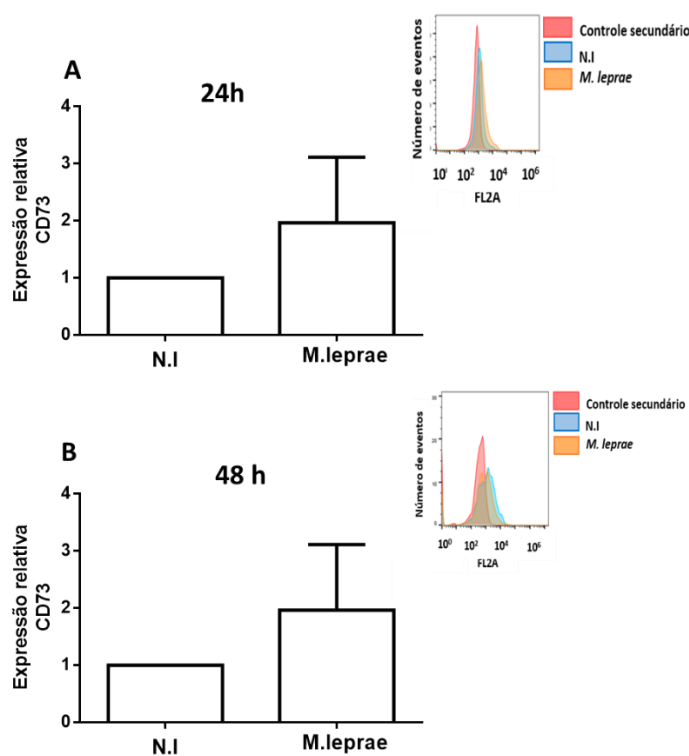 A
24h
Expressão relativa
CD73
4
3
2
1
0
N.I
M.leprae
Número de eventos
10¹ 10² 10⁴ 10⁶
FL2A
Controle secundário
N.I
M. leprae
B
48 h
Expressão relativa
CD73
4
3
2
1
0
N.I
M.leprae
Número de eventos
10⁰ 10² 10⁴ 10⁶
FL2A
Controle secundário
N.I
M. leprae